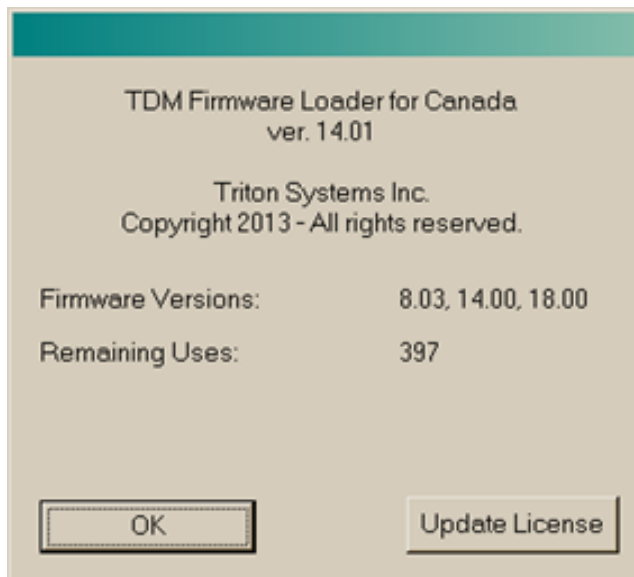 TDM Firmware Loader for Canada
ver. 14.01
Triton Systems Inc.
Copyright 2013 - All rights reserved.
Firmware Versions: 8.03, 14.00, 18.00
Remaining Uses: 397
OK Update License